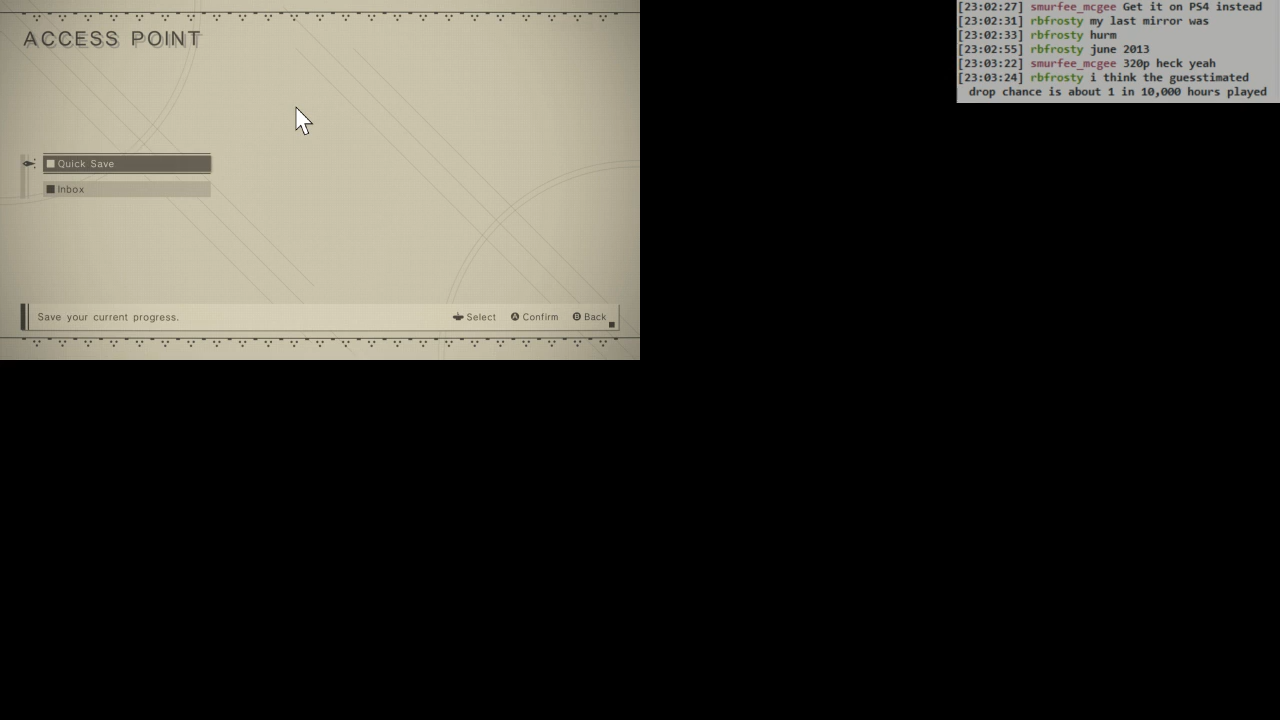 ACCESS POINT
Quick Save
Inbox
Save your current progress.
Select Confirm Back
[23:02:27] smurfee_mcgee Get it on PS4 instead
[23:02:31] rbfrosty my last mirror was
[23:02:33] rbfrosty hurm
[23:02:55] rbfrosty june 2013
[23:03:22] smurfee_mcgee 320p heck yeah
[23:03:24] rbfrosty i think the guesstimated
drop chance is about 1 in 10,000 hours played